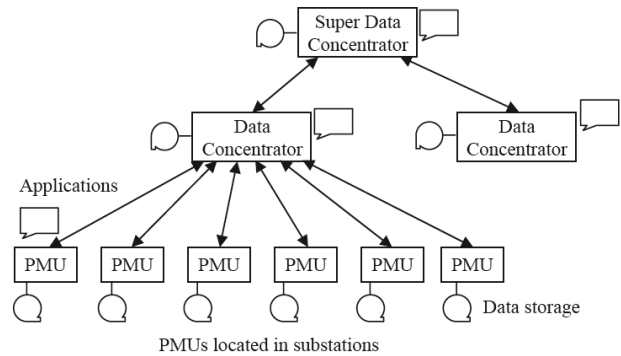 Super Data
Concentrator
Data
Concentrator
Data
Concentrator
Applications
PMU
PMU
PMU
PMU
PMU
PMU
Data storage
PMUs located in substations